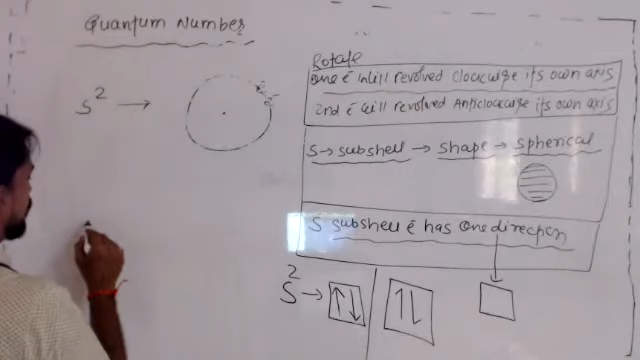 Quantum Number
s² →
Rotate
One e⁻ will revolved clockwise its own axis
2nd e⁻ will revolved Anticlockwise its own axis
S → subshell → shape → spherical
S subshell e⁻ has one direction
S² → ↑↓ ↑↓